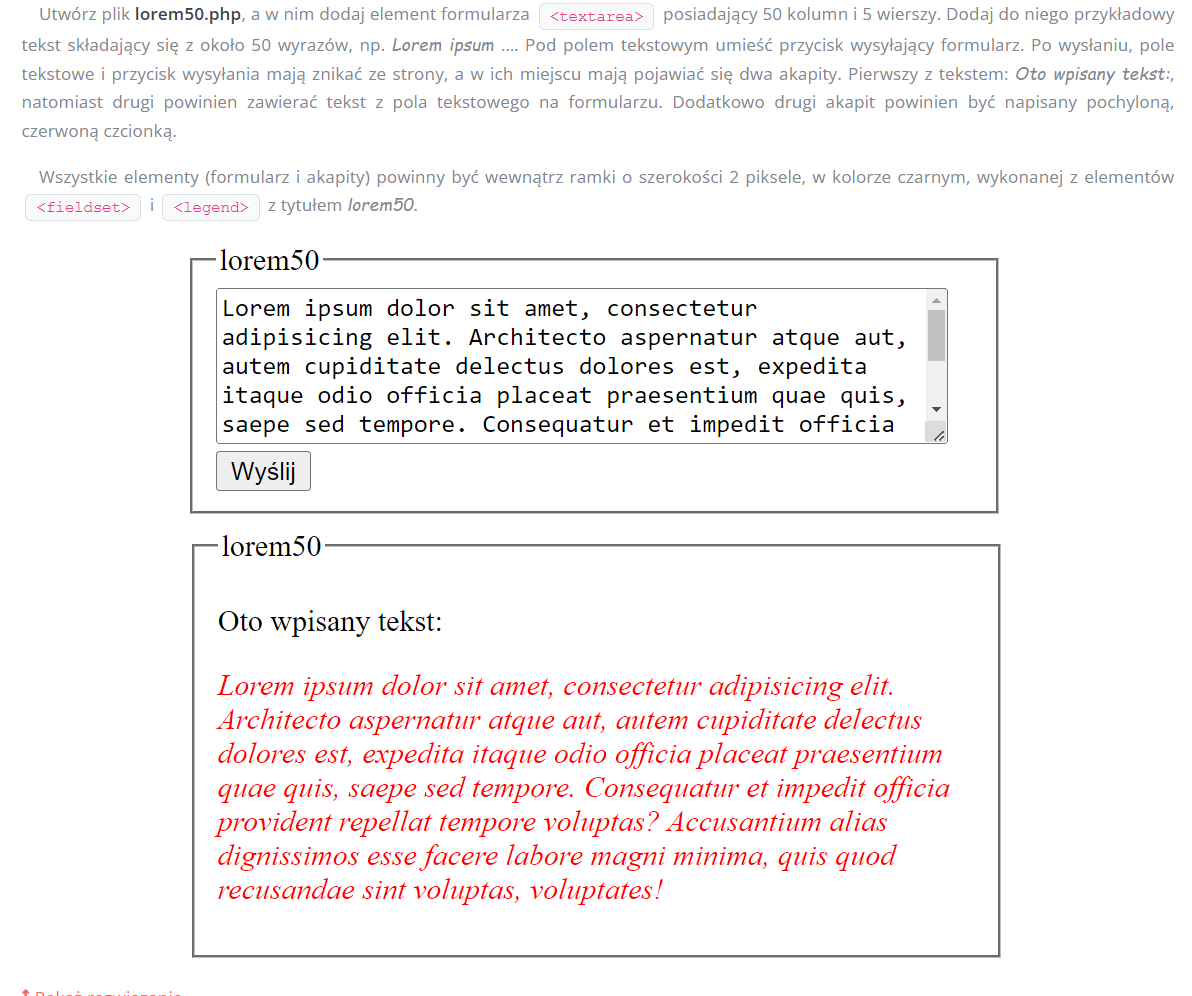 Utwórz plik lorem50.php, a w nim dodaj element formularza <textarea> posiadający 50 kolumn i 5 wierszy. Dodaj do niego przykładowy
tekst składający się z około 50 wyrazów, np. Lorem ipsum .... Pod polem tekstowym umieść przycisk wysyłający formularz. Po wysłaniu, pole
tekstowe i przycisk wysyłania mają znikać ze strony, a w ich miejscu mają pojawiać się dwa akapity. Pierwszy z tekstem: Oto wpisany tekst:,
natomiast drugi powinien zawierać tekst z pola tekstowego na formularzu. Dodatkowo drugi akapit powinien być napisany pochyloną,
czerwoną czcionką.
Wszystkie elementy (formularz i akapity) powinny być wewnątrz ramki o szerokości 2 piksele, w kolorze czarnym, wykonanej z elementów
<fieldset> i <legend> z tytułem lorem50.
lorem50
Lorem ipsum dolor sit amet, consectetur
adipisicing elit. Architecto aspernatur atque aut,
autem cupiditate delectus dolores est, expedita
itaque odio officia placeat praesentium quae quis,
saepe sed tempore. Consequatur et impedit officia
Wyślij
lorem50
Oto wpisany tekst:
Lorem ipsum dolor sit amet, consectetur adipisicing elit.
Architecto aspernatur atque aut, autem cupiditate delectus
dolores est, expedita itaque odio officia placeat praesentium
quae quis, saepe sed tempore. Consequatur et impedit officia
provident repellat tempore voluptas? Accusantium alias
dignissimos esse facere labore magni minima, quis quod
recusandae sint voluptas, voluptates!